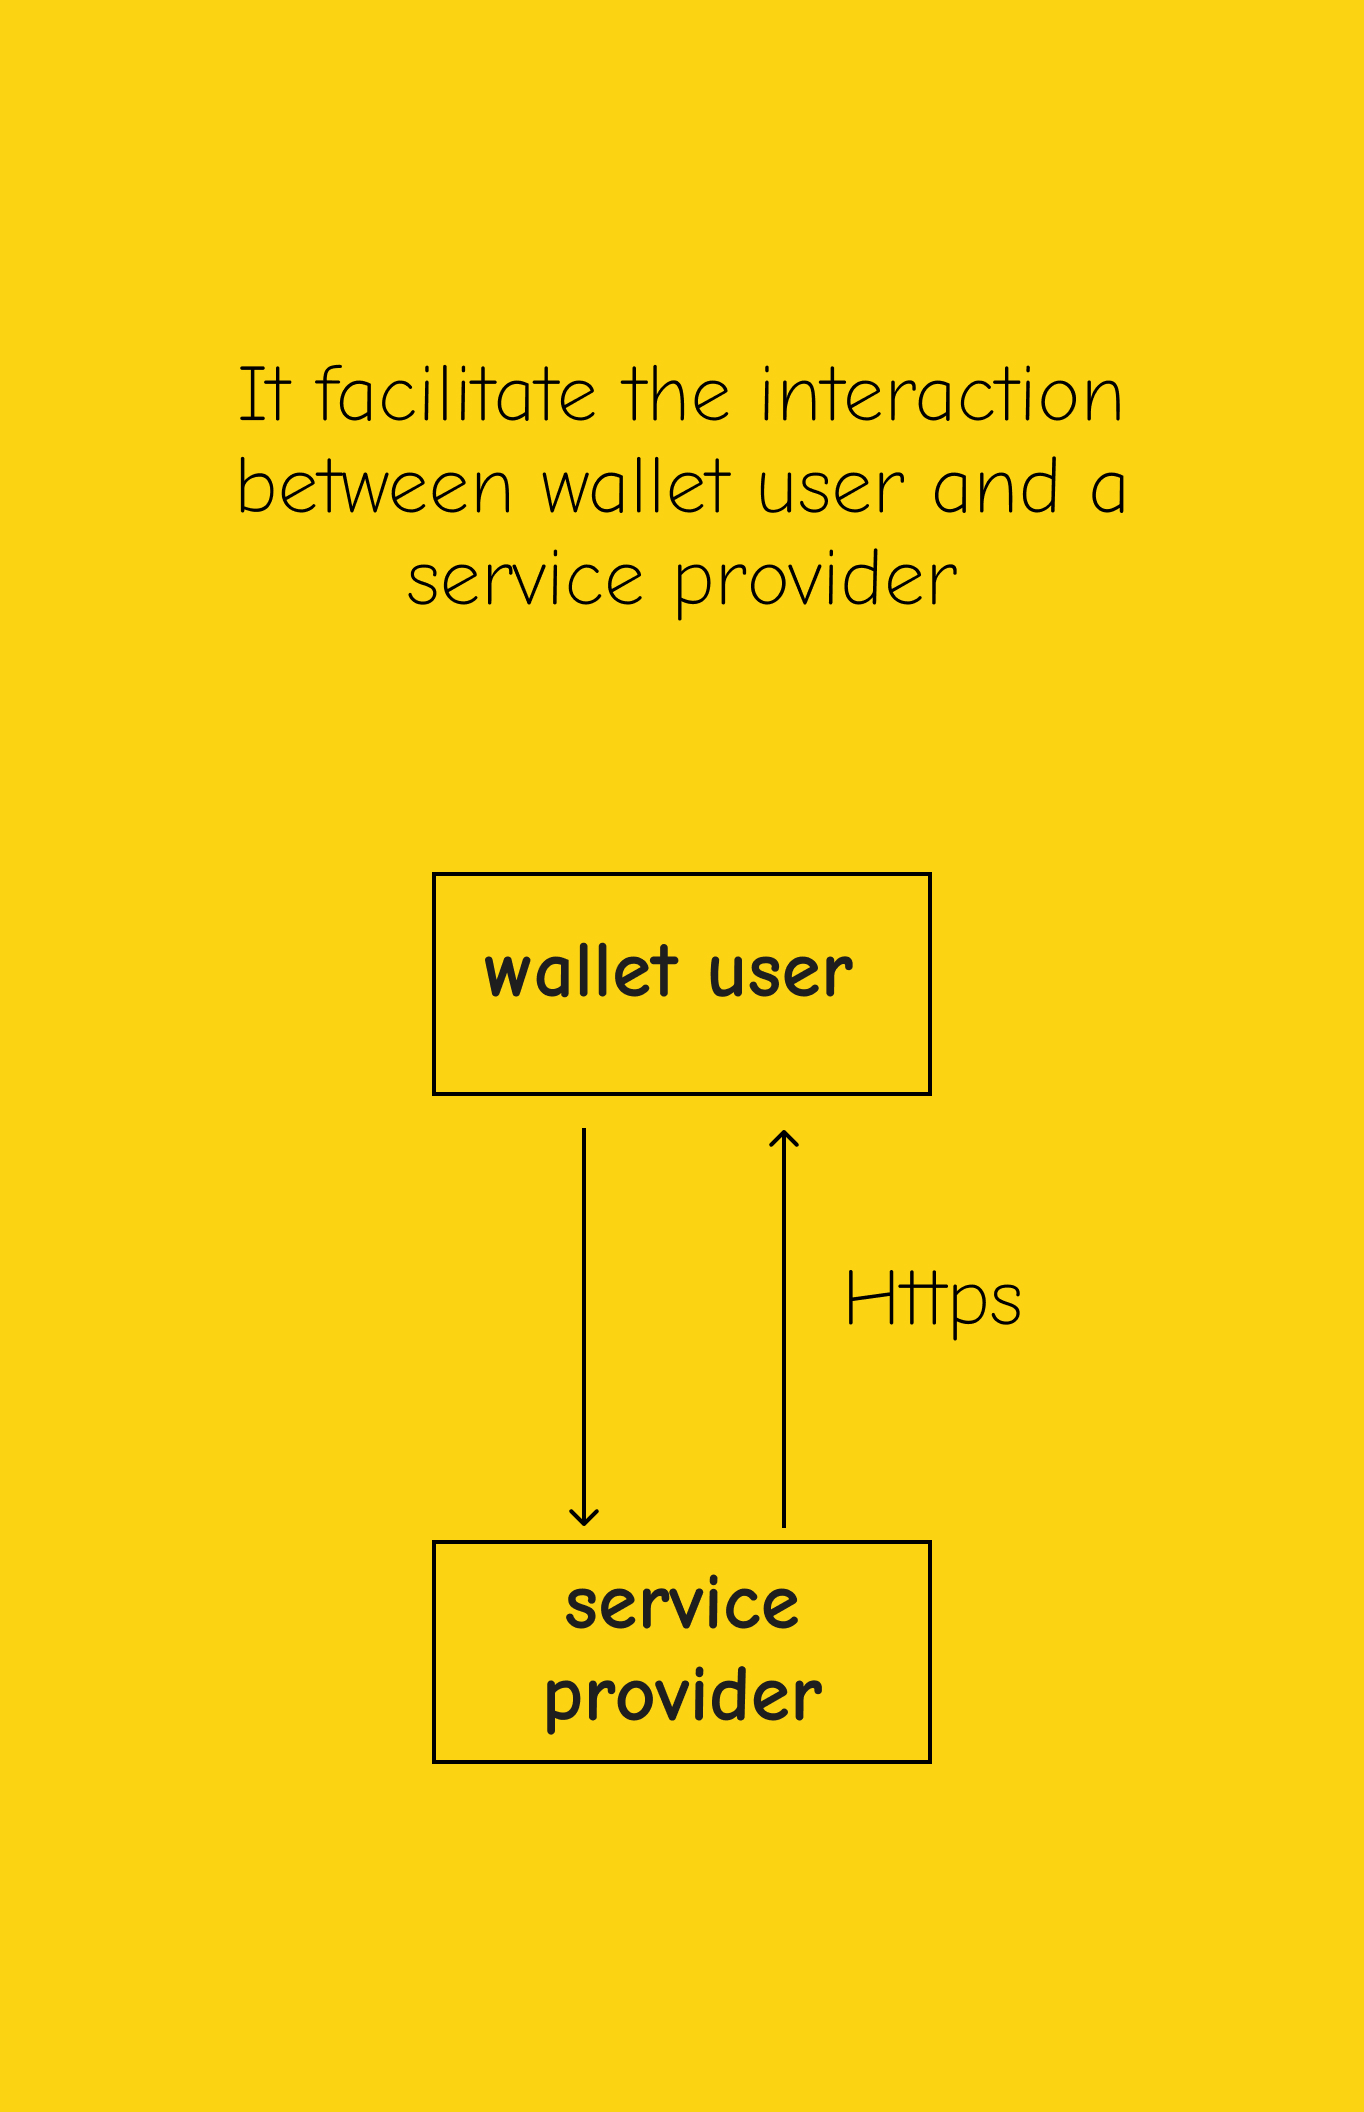 It facilitate the interaction
between wallet user and a
service provider
wallet user
Https
service
provider